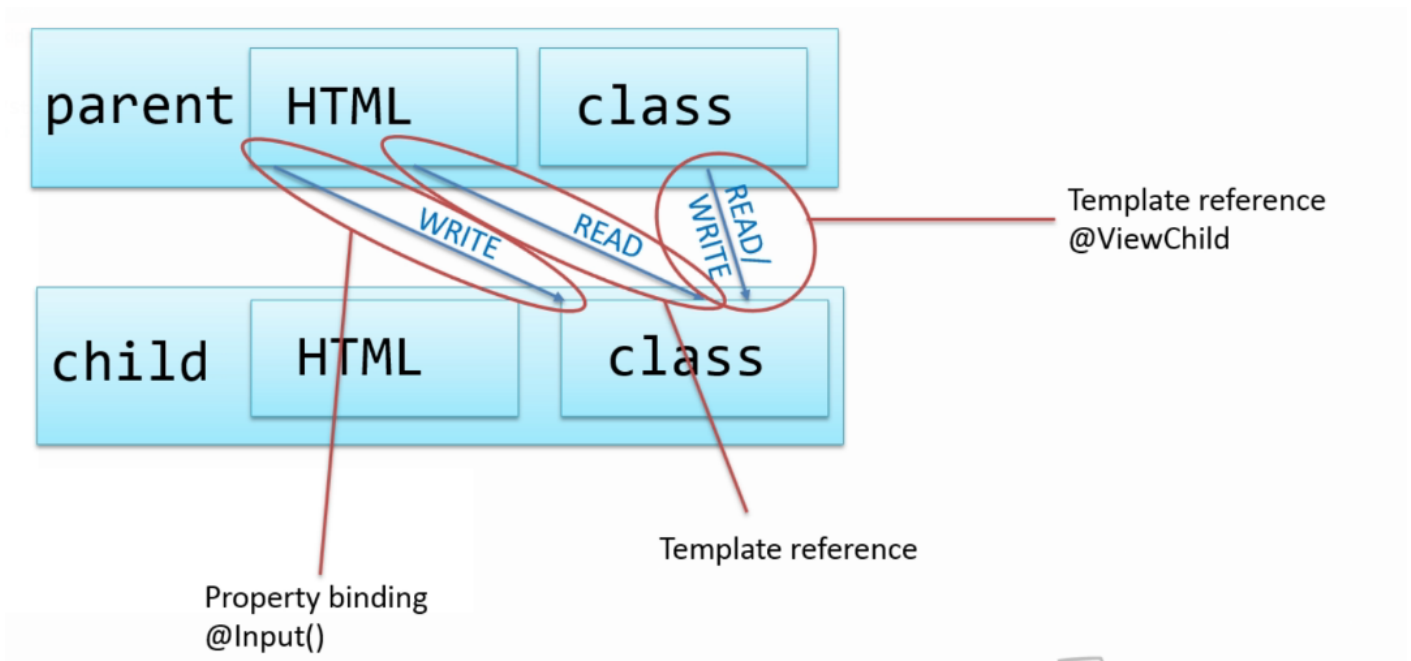 parent HTML class
WRITE
READ
READ/
WRITE
Template reference
@ViewChild
child HTML class
Template reference
Property binding
@Input()